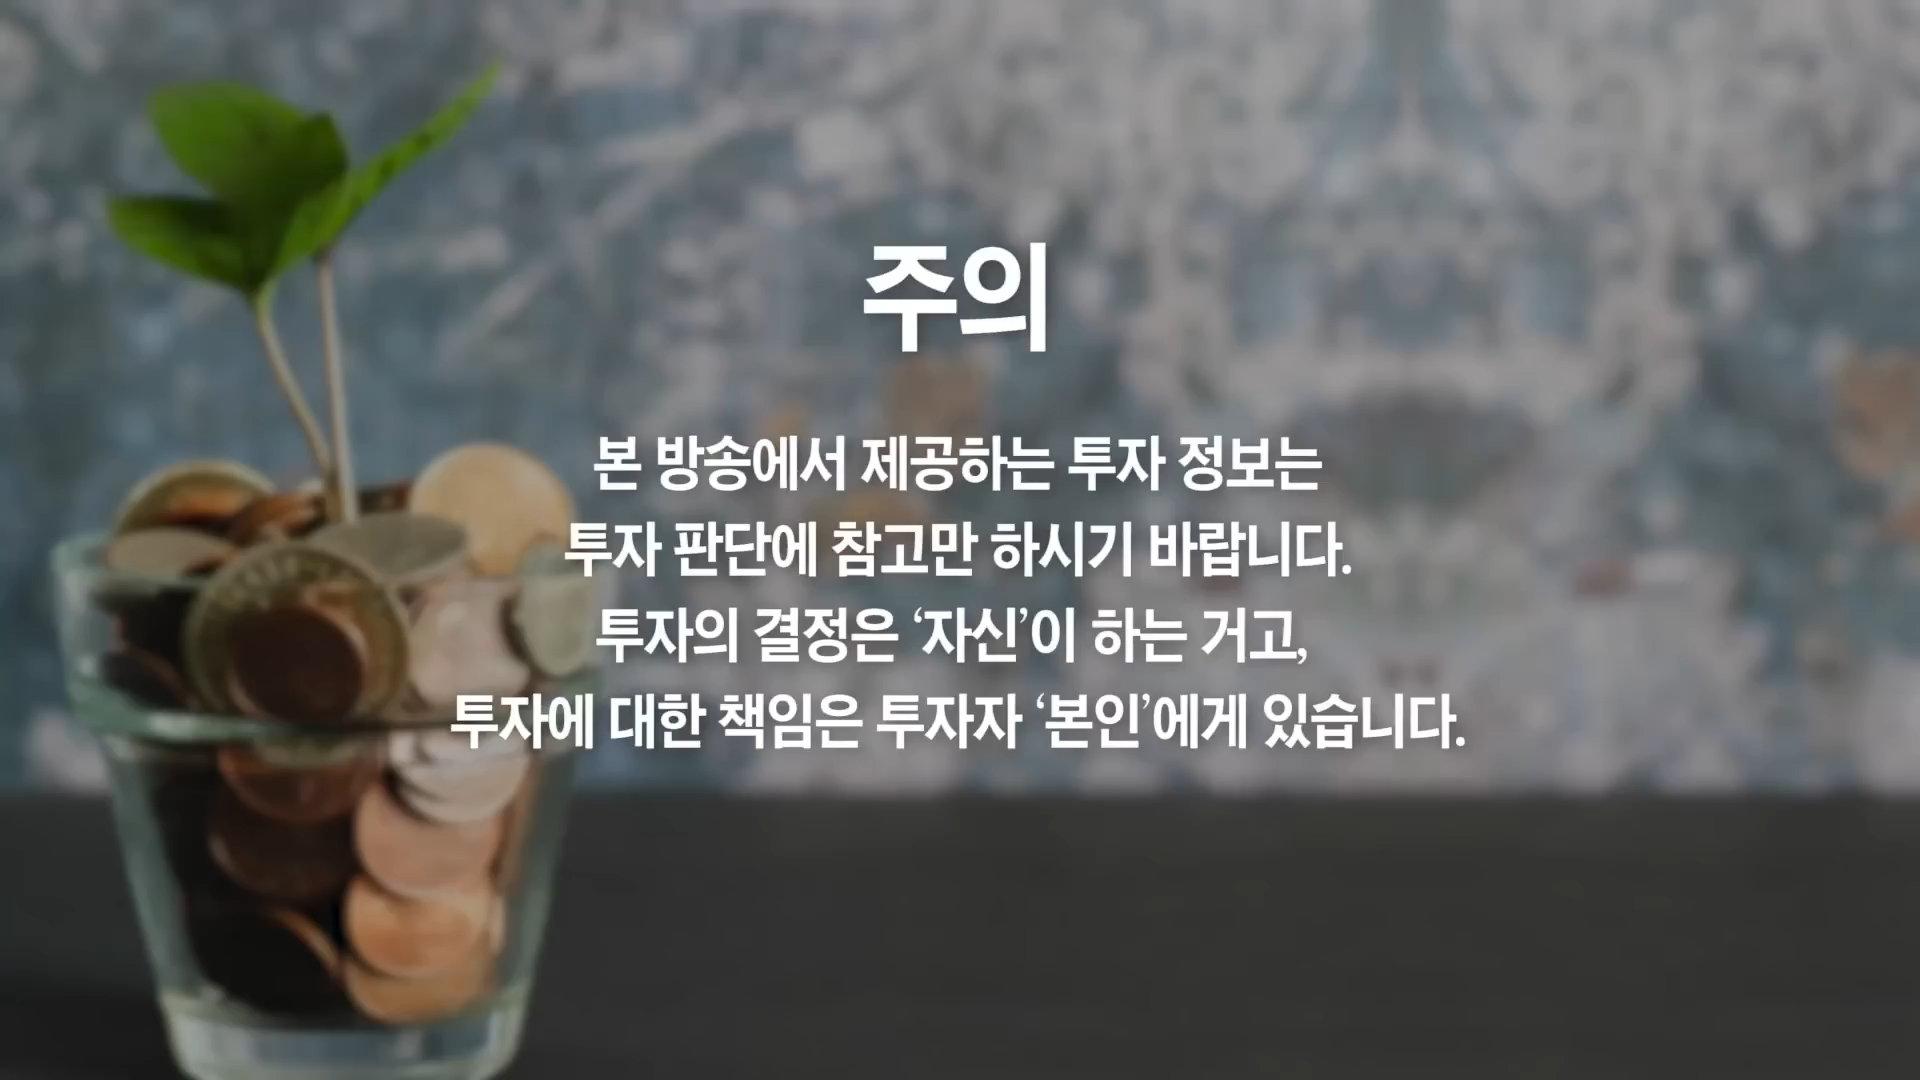 주의
본 방송에서 제공하는 투자 정보는
투자 판단에 참고만 하시기 바랍니다.
투자의 결정은 ‘자신’이 하는 거고,
투자에 대한 책임은 투자자 ‘본인’에게 있습니다.